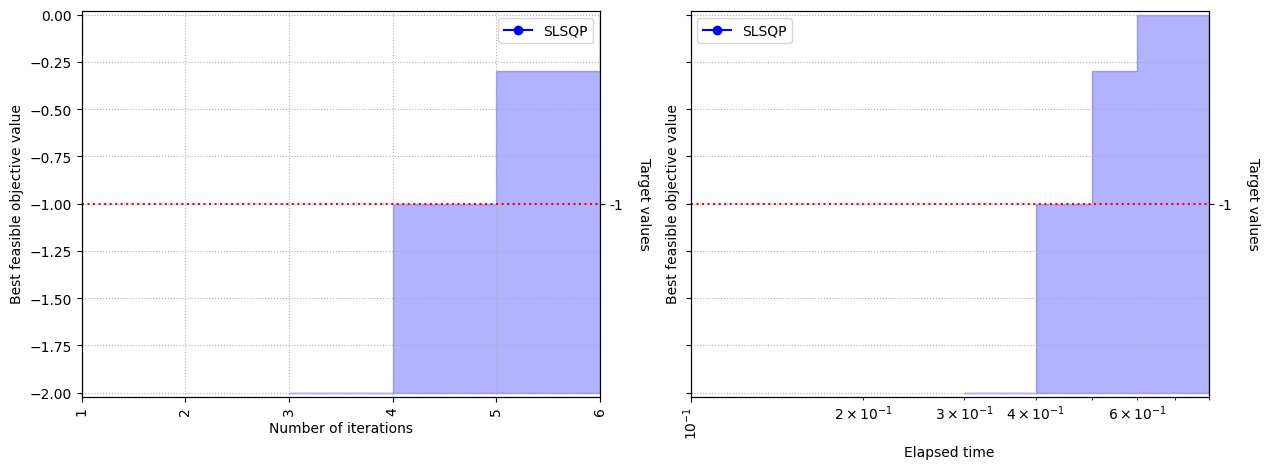 SLSQP
0.00
−0.25
−0.50
−0.75
−1.00
−1.25
−1.50
−1.75
−2.00
Best feasible objective value
1
2
3
4
5
6
Number of iterations
-1
Target values
SLSQP
Best feasible objective value
10⁻¹
2 × 10⁻¹
3 × 10⁻¹
4 × 10⁻¹
6 × 10⁻¹
Elapsed time
-1
Target values